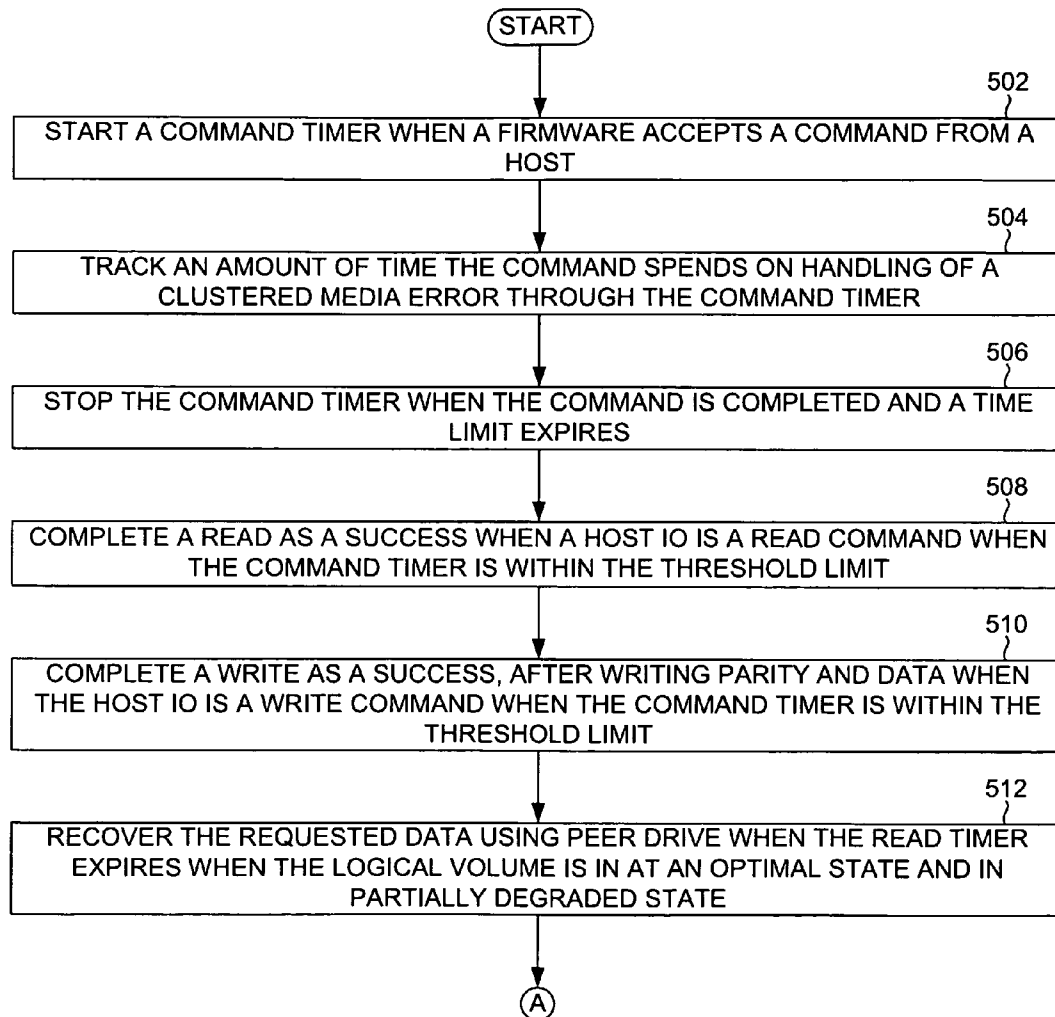 START
502
START A COMMAND TIMER WHEN A FIRMWARE ACCEPTS A COMMAND FROM A
HOST
504
TRACK AN AMOUNT OF TIME THE COMMAND SPENDS ON HANDLING OF A
CLUSTERED MEDIA ERROR THROUGH THE COMMAND TIMER
506
STOP THE COMMAND TIMER WHEN THE COMMAND IS COMPLETED AND A TIME
LIMIT EXPIRES
508
COMPLETE A READ AS A SUCCESS WHEN A HOST IO IS A READ COMMAND WHEN
THE COMMAND TIMER IS WITHIN THE THRESHOLD LIMIT
510
COMPLETE A WRITE AS A SUCCESS, AFTER WRITING PARITY AND DATA WHEN
THE HOST IO IS A WRITE COMMAND WHEN THE COMMAND TIMER IS WITHIN THE
THRESHOLD LIMIT
512
RECOVER THE REQUESTED DATA USING PEER DRIVE WHEN THE READ TIMER
EXPIRES WHEN THE LOGICAL VOLUME IS IN AT AN OPTIMAL STATE AND IN
PARTIALLY DEGRADED STATE
A